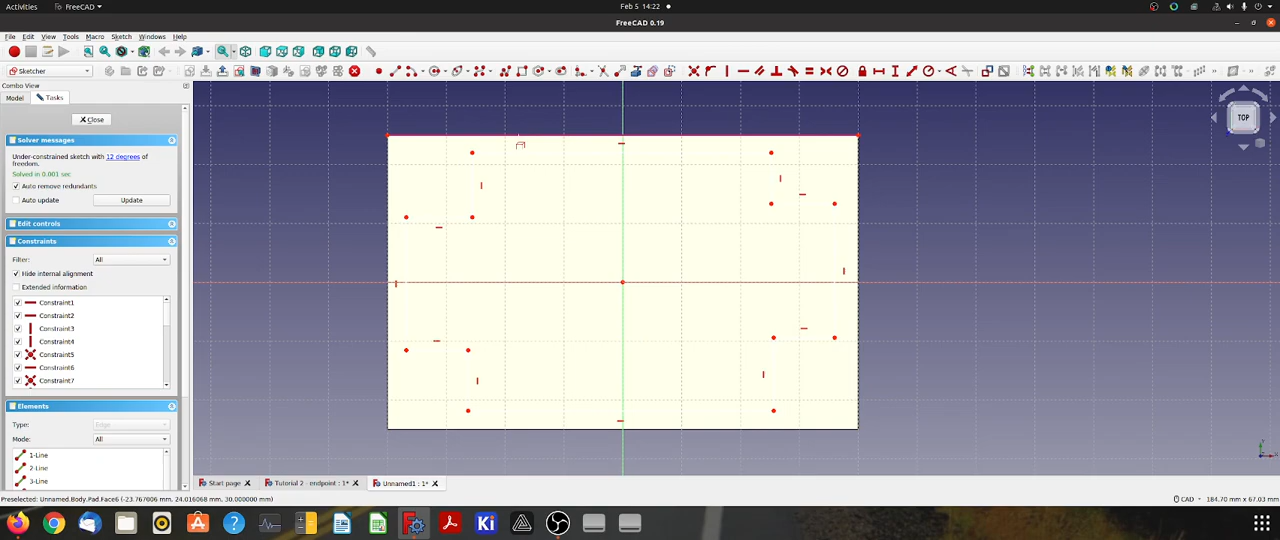 Activities
FreeCAD
Feb 5 14:22
FreeCAD 0.19
File Edit View Tools Macro Sketch Windows Help
Sketcher
Combo View
Model Tasks
Close
Solver messages
Under-constrained sketch with 12 degrees of
freedom.
Solved in 0.001 sec
Auto remove redundants
Auto update Update
Edit controls
Constraints
Filter: All
Hide internal alignment
Extended information
Constraint1
Constraint2
Constraint3
Constraint4
Constraint5
Constraint6
Constraint7
Elements
Type: Edge
Mode: All
1-Line
2-Line
3-Line
TOP
Start page Tutorial 2 - endpoint : 1* Unnamed1 : 1*
Preselected: Unnamed.Body.Pad.Face6 (-23.767006 mm, 24.016068 mm, 30.000000 mm)
CAD 184.70 mm x 67.03 mm
Ki